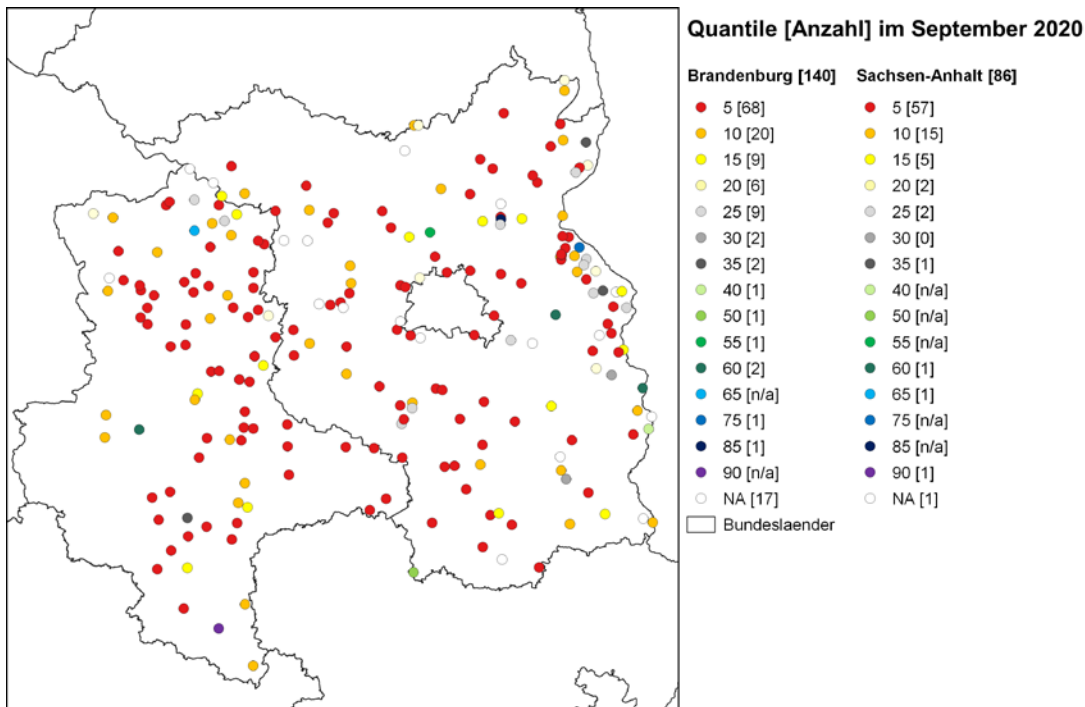 Quantile [Anzahl] im September 2020
Brandenburg [140] Sachsen-Anhalt [86]
5 [68] 5 [57]
10 [20] 10 [15]
15 [9] 15 [5]
20 [6] 20 [2]
25 [9] 25 [2]
30 [2] 30 [0]
35 [2] 35 [1]
40 [1] 40 [n/a]
50 [1] 50 [n/a]
55 [1] 55 [n/a]
60 [2] 60 [1]
65 [n/a] 65 [1]
75 [1] 75 [n/a]
85 [1] 85 [n/a]
90 [n/a] 90 [1]
NA [17] NA [1]
Bundeslaender